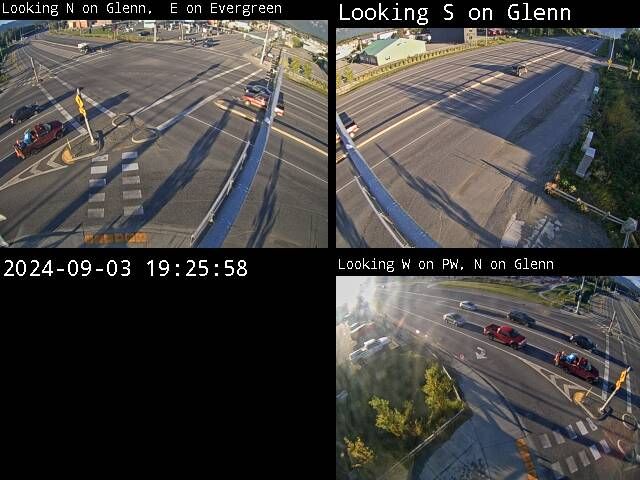 Looking N on Glenn,  E on Evergreen
Looking S on Glenn
2024-09-03 19:25:58
Looking W on PW, N on Glenn